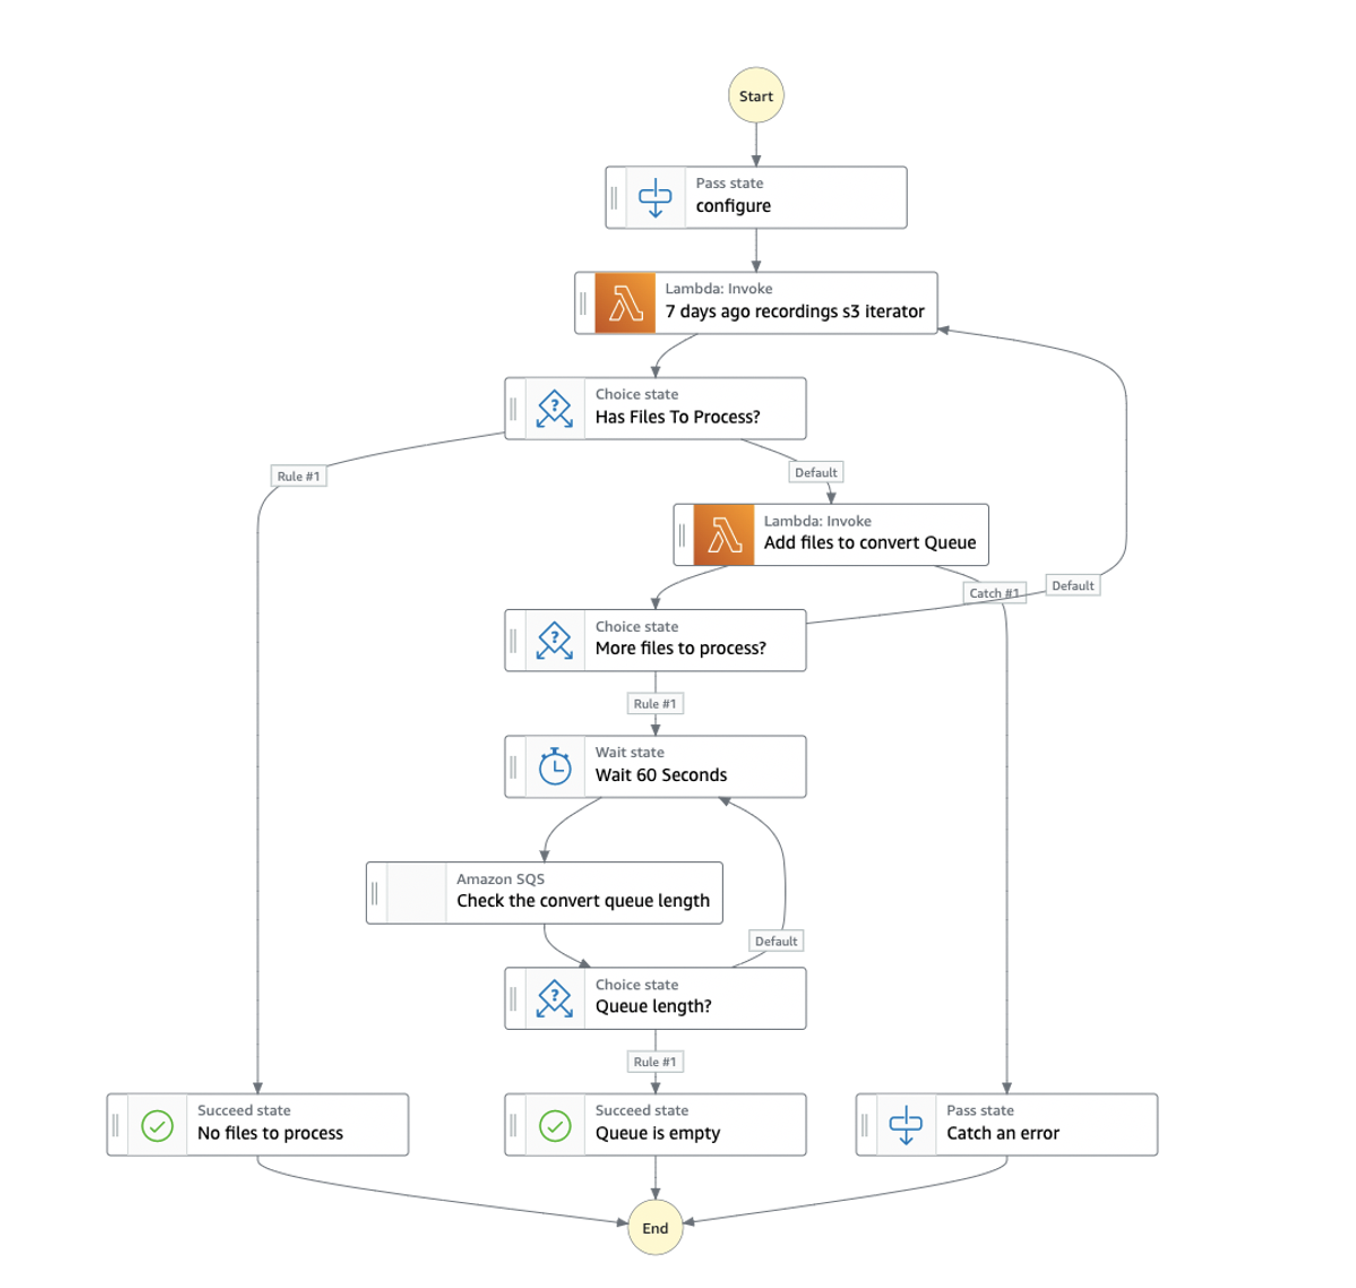 Start
Pass state
configure
Lambda: Invoke
7 days ago recordings s3 iterator
Choice state
Has Files To Process?
Rule #1
Default
Lambda: Invoke
Add files to convert Queue
Catch #1
Default
Choice state
More files to process?
Rule #1
Wait state
Wait 60 Seconds
Amazon SQS
Check the convert queue length
Default
Choice state
Queue length?
Rule #1
Succeed state
No files to process
Succeed state
Queue is empty
Pass state
Catch an error
End